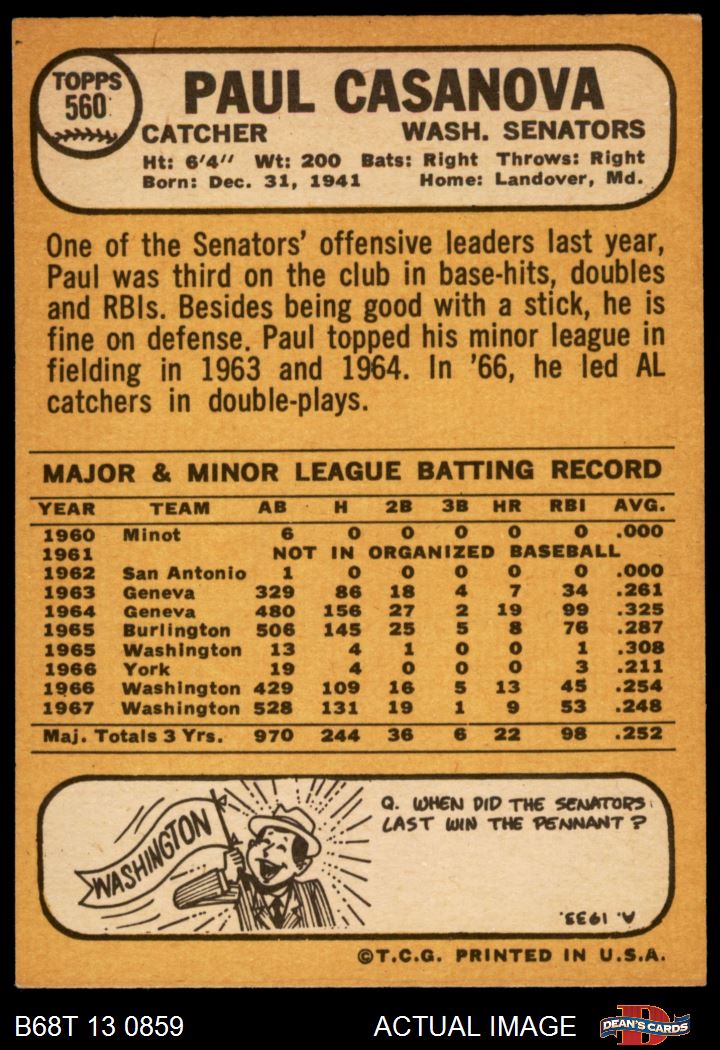 TOPPS
560
PAUL CASANOVA
CATCHER WASH. SENATORS
Ht: 6'4" Wt: 200 Bats: Right Throws: Right
Born: Dec. 31, 1941 Home: Landover, Md.
One of the Senators' offensive leaders last year,
Paul was third on the club in base-hits, doubles
and RBIs. Besides being good with a stick, he is
fine on defense. Paul topped his minor league in
fielding in 1963 and 1964. In '66, he led AL
catchers in double-plays.
MAJOR & MINOR LEAGUE BATTING RECORD
YEAR TEAM AB H 2B 3B HR RBI AVG.
1960 Minot 6 0 0 0 0 0 .000
1961 NOT IN ORGANIZED BASEBALL
1962 San Antonio 1 0 0 0 0 0 .000
1963 Geneva 329 86 18 4 7 34 .261
1964 Geneva 480 156 27 2 19 99 .325
1965 Burlington 506 145 25 5 8 76 .287
1965 Washington 13 4 1 0 0 1 .308
1966 York 19 4 0 0 0 3 .211
1966 Washington 429 109 16 5 13 45 .254
1967 Washington 528 131 19 1 9 53 .248
Maj. Totals 3 Yrs. 970 244 36 6 22 98 .252
WASHINGTON
Q. WHEN DID THE SENATORS
LAST WIN THE PENNANT?
A. 1933.
©T.C.G. PRINTED IN U.S.A.
B68T 13 0859 ACTUAL IMAGE D DEAN'S CARDS